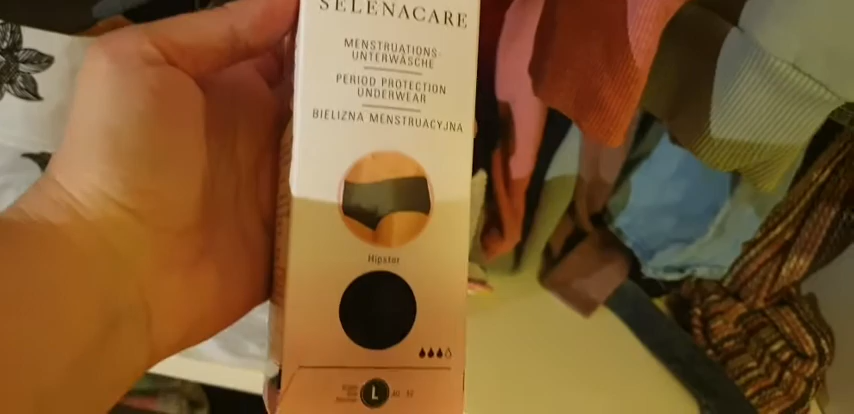 SELENACARE
MENSTRUATIONS-
UNTERWÄSCHE
PERIOD PROTECTION
UNDERWEAR
BIELIZNA MENSTRUACYJNA
Hipster
L